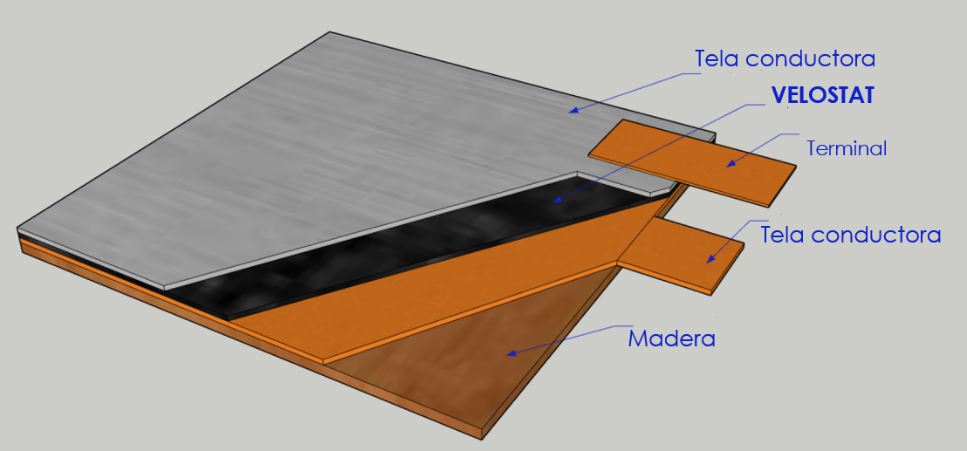 Tela conductora
VELOSTAT
Terminal
Tela conductora
Madera